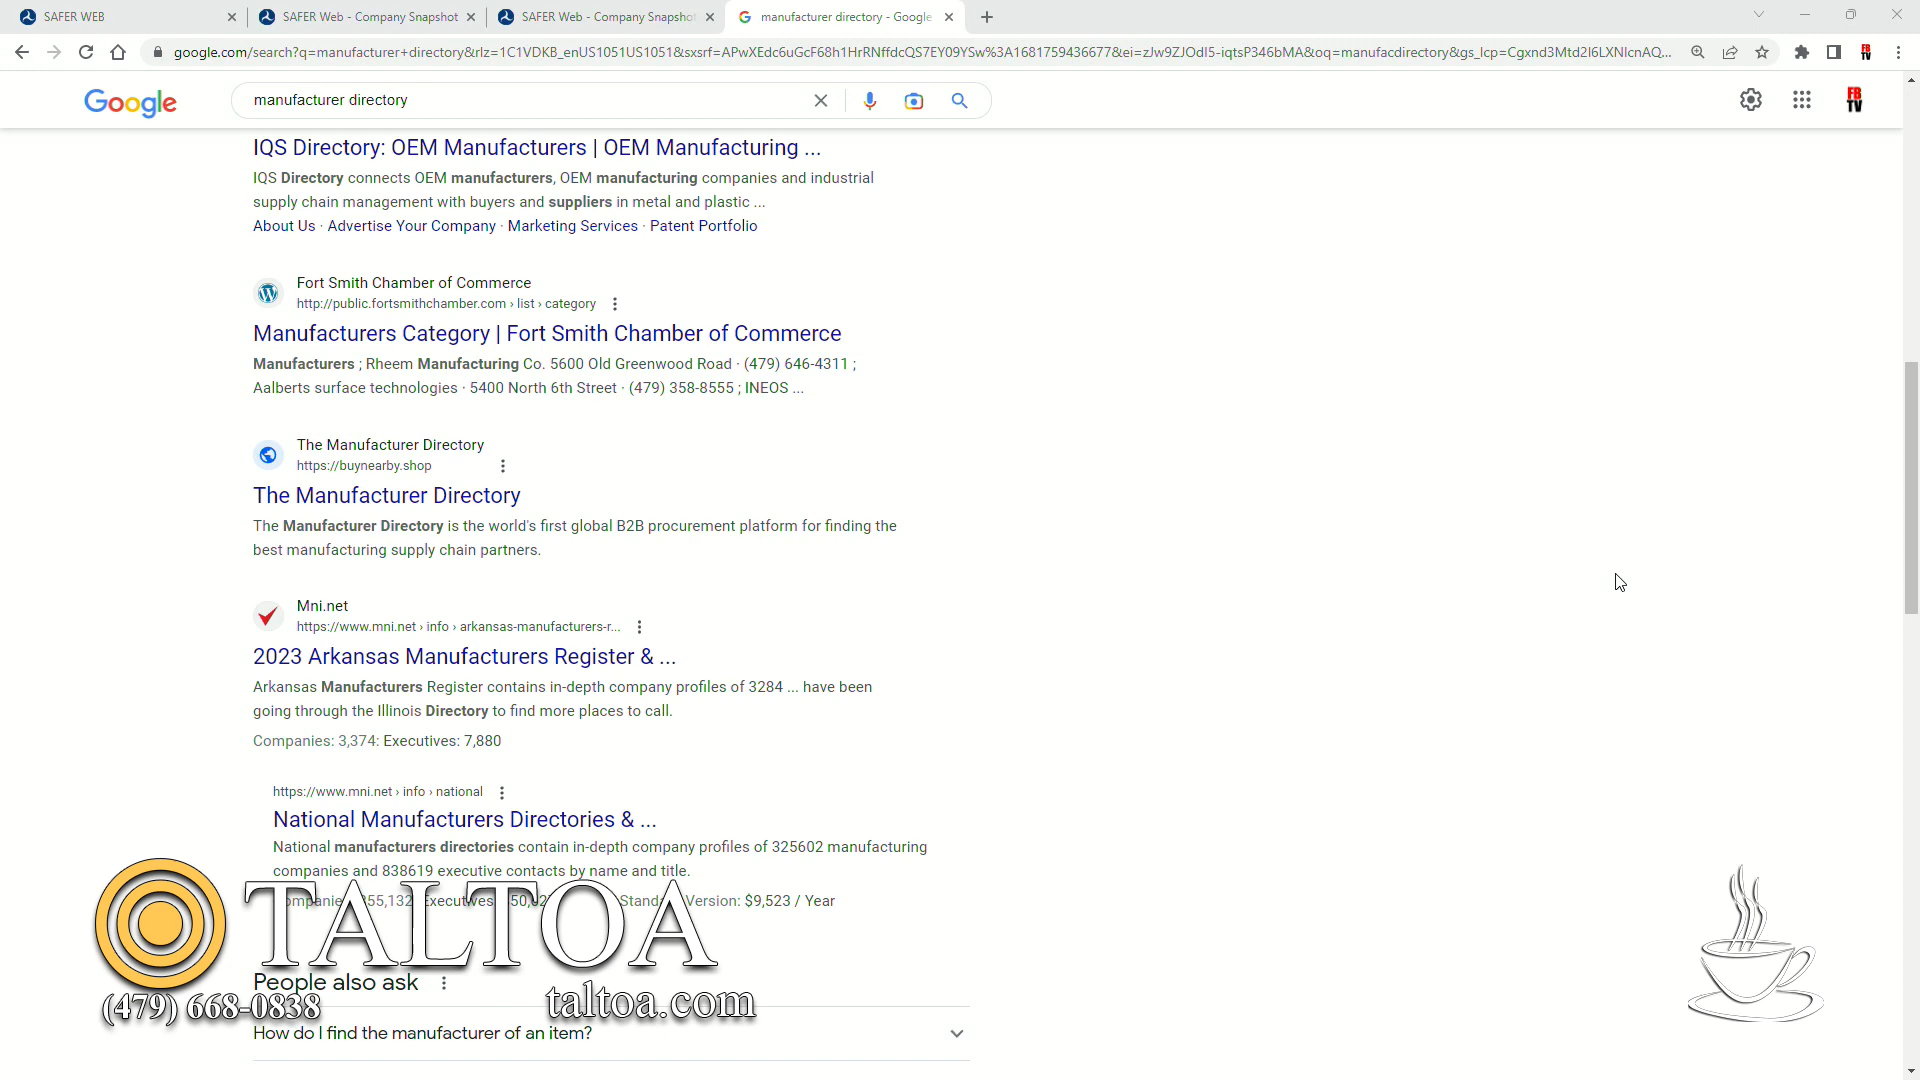 SAFER WEB
SAFER Web - Company Snapshot
SAFER Web - Company Snapshot
manufacturer directory - Google
google.com/search?q=manufacturer+directory&rlz=1C1VDKB_enUS1051US1051&sxsrf=APwXEdc6uGcF68h1HrRNffdcQS7EY09YSw%3A1681759436677&ei=zJw9ZJOdI5-iqtsP346bMA&oq=manufacdirectory&gs_lcp=Cgxnd3Mtd2l6LXNlcnAQ...
Google
manufacturer directory
FB
TV
IQS Directory: OEM Manufacturers | OEM Manufacturing ...
IQS Directory connects OEM manufacturers, OEM manufacturing companies and industrial
supply chain management with buyers and suppliers in metal and plastic ...
About Us · Advertise Your Company · Marketing Services · Patent Portfolio
Fort Smith Chamber of Commerce
http://public.fortsmithchamber.com › list › category
Manufacturers Category | Fort Smith Chamber of Commerce
Manufacturers ; Rheem Manufacturing Co. 5600 Old Greenwood Road · (479) 646-4311 ;
Aalberts surface technologies · 5400 North 6th Street · (479) 358-8555 ; INEOS ...
The Manufacturer Directory
https://buynearby.shop
The Manufacturer Directory
The Manufacturer Directory is the world's first global B2B procurement platform for finding the
best manufacturing supply chain partners.
Mni.net
https://www.mni.net › info › arkansas-manufacturers-r...
2023 Arkansas Manufacturers Register & ...
Arkansas Manufacturers Register contains in-depth company profiles of 3284 ... have been
going through the Illinois Directory to find more places to call.
Companies: 3,374: Executives: 7,880
https://www.mni.net › info › national
National Manufacturers Directories & ...
National manufacturers directories contain in-depth company profiles of 325602 manufacturing
companies and 838619 executive contacts by name and title.
Version: $9,523 / Year
TALTOA
People also ask
(479) 668-0838
taltoa.com
How do I find the manufacturer of an item?